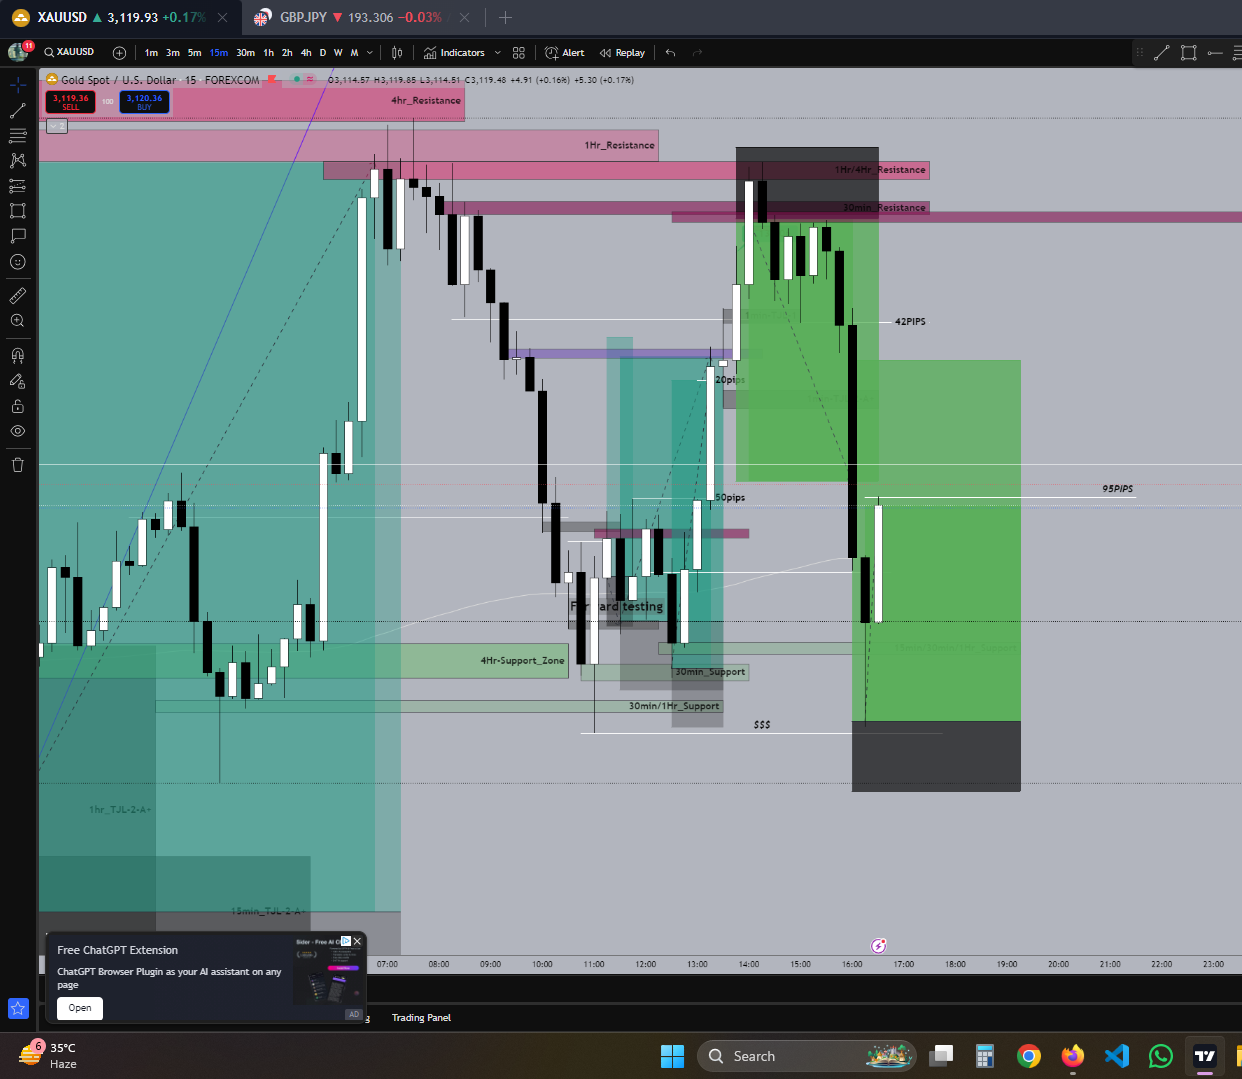 XAUUSD ▲ 3,119.93 +0.17%
GBPJPY ▼ 193.306 −0.03%
11
XAUUSD
1m 3m 5m 15m 30m 1h 2h 4h D W M
Indicators
Alert
Replay
Gold Spot / U.S. Dollar · 15 · FOREXCOM
O3,114.57 H3,119.85 L3,114.51 C3,119.48 +4.91 (+0.16%) +5.30 (+0.17%)
3,119.36
SELL
100
3,120.36
BUY
2
4hr_Resistance
1Hr_Resistance
1Hr/4Hr_Resistance
30min_Resistance
42PIPS
20pips
50pips
95PIPS
Forward testing
4Hr-Support_Zone
30min_Support
30min/1Hr_Support
$$$
1hr_TJL-2-A+
15min_TJL-2-A+
07:00 08:00 09:00 10:00 11:00 12:00 13:00 14:00 15:00 16:00 17:00 18:00 19:00 20:00 21:00 22:00 23:00
Free ChatGPT Extension
ChatGPT Browser Plugin as your AI assistant on any
page
Open
AD
Trading Panel
6
35°C
Haze
Search